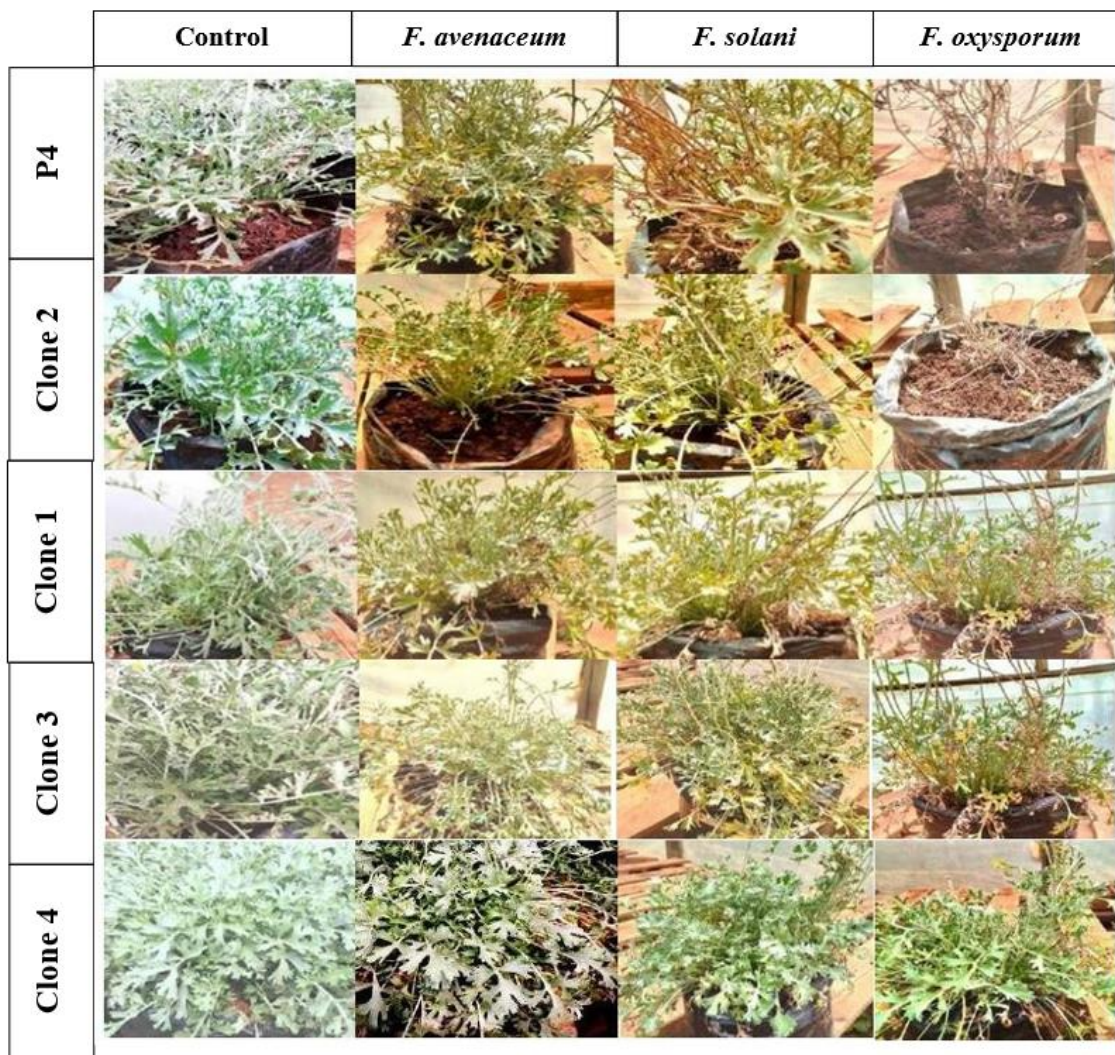 Control
F. avenaceum
F. solani
F. oxysporum
P4
Clone 2
Clone 1
Clone 3
Clone 4